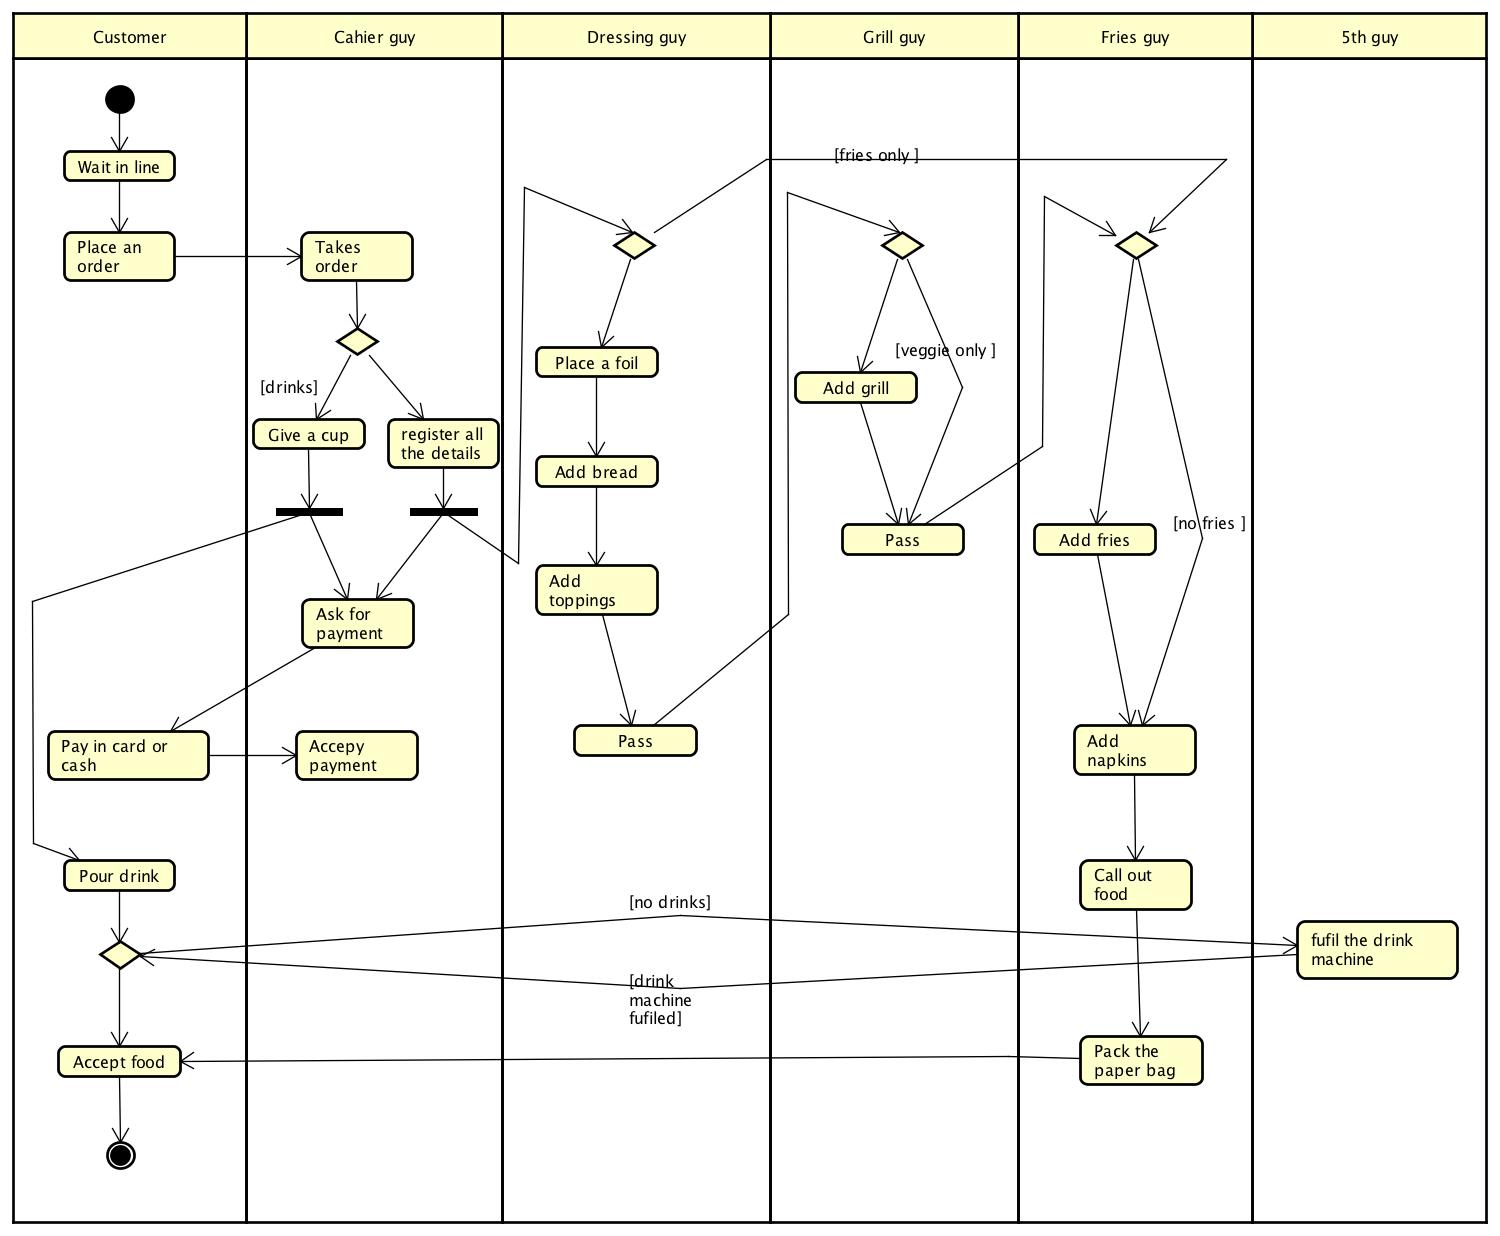 Customer
Cahier guy
Dressing guy
Grill guy
Fries guy
5th guy
Wait in line
Place an
order
Takes
order
[drinks]
Give a cup
register all
the details
Ask for
payment
Pay in card or
cash
Accepy
payment
Pour drink
Accept food
Place a foil
Add bread
Add
toppings
Pass
[fries only ]
[veggie only ]
Add grill
Pass
Add fries
[no fries ]
Add
napkins
Call out
food
Pack the
paper bag
[no drinks]
[drink
machine
fufiled]
fufil the drink
machine